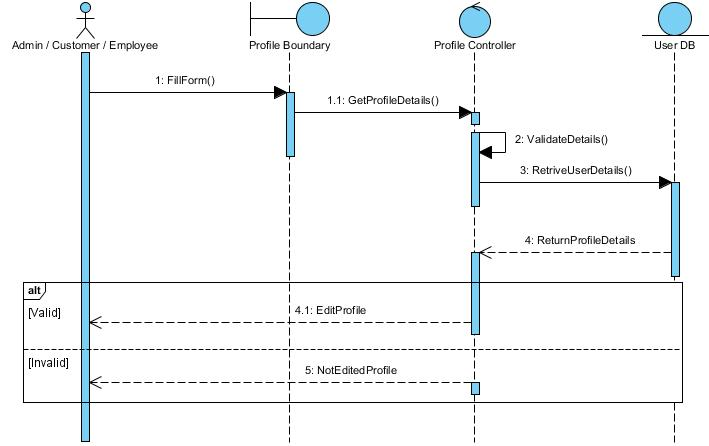 Admin / Customer / Employee
Profile Boundary
Profile Controller
User DB
1: FillForm()
1.1: GetProfileDetails()
2: ValidateDetails()
3: RetriveUserDetails()
4: ReturnProfileDetails
alt
[Valid]
4.1: EditProfile
[Invalid]
5: NotEditedProfile